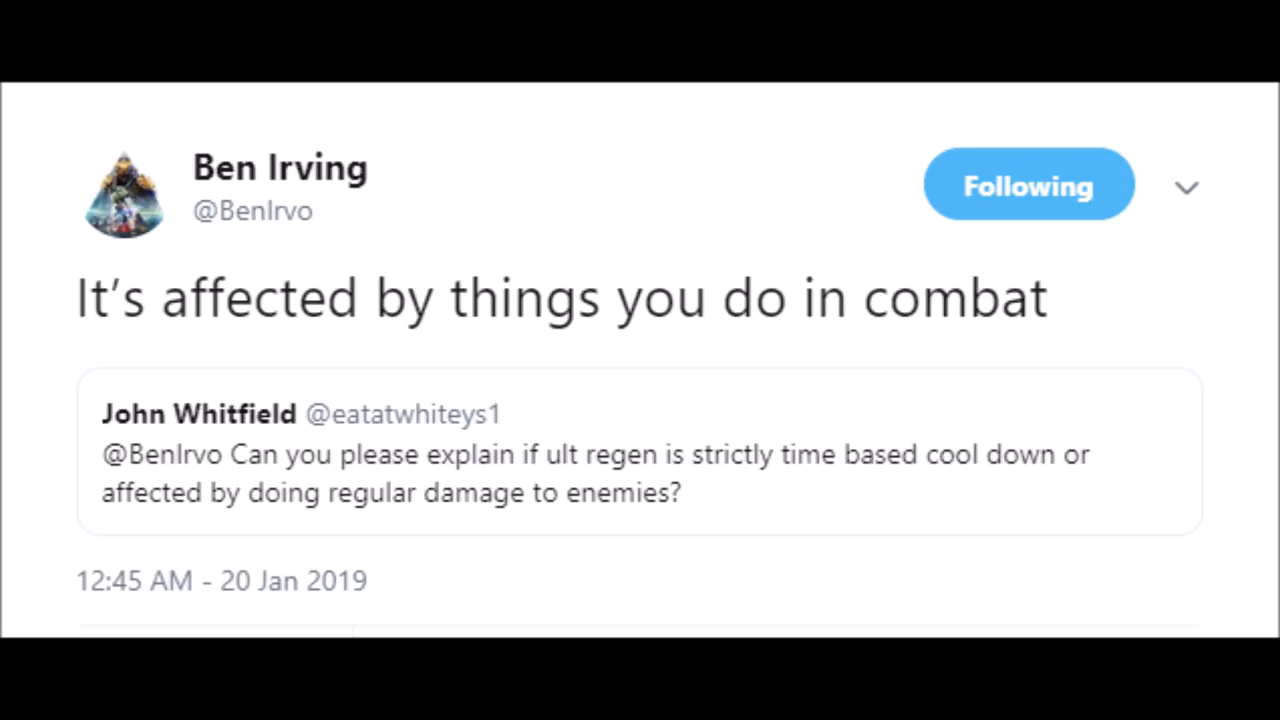 Ben Irving
@BenIrvo
Following
It’s affected by things you do in combat
John Whitfield @eatatwhiteys1
@BenIrvo Can you please explain if ult regen is strictly time based cool down or
affected by doing regular damage to enemies?
12:45 AM - 20 Jan 2019